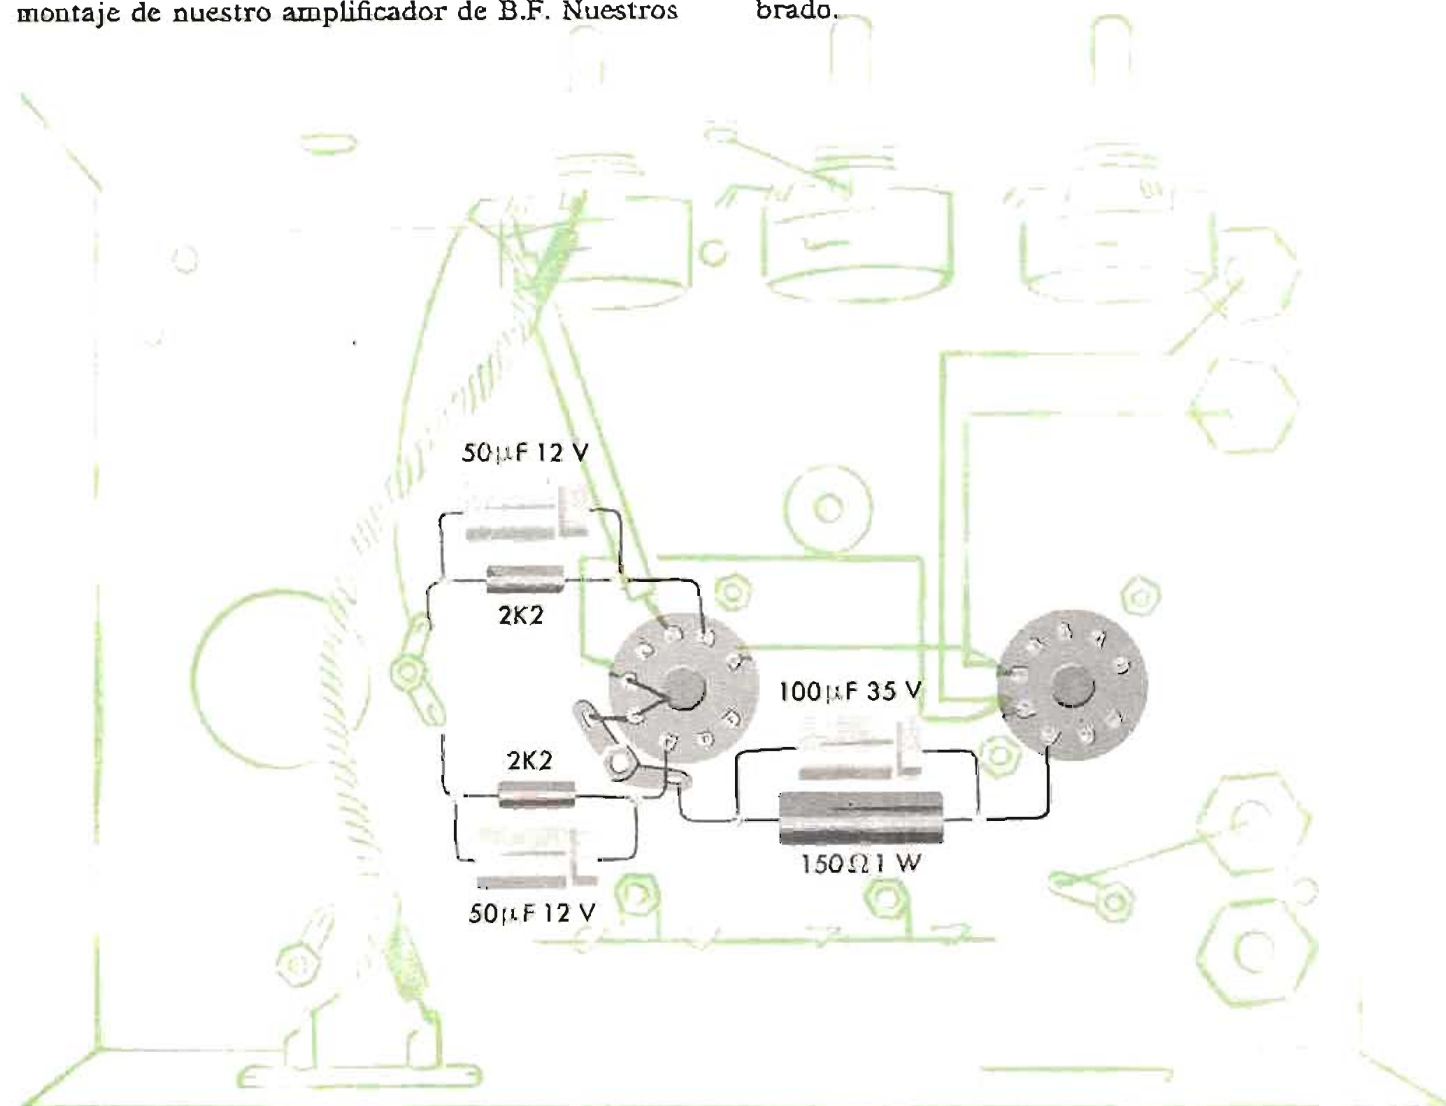 montaje de nuestro amplificador de B.F. Nuestros
brado.
50µF 12 V
2K2
100µF 35 V
2K2
150Ω 1 W
50µF 12 V